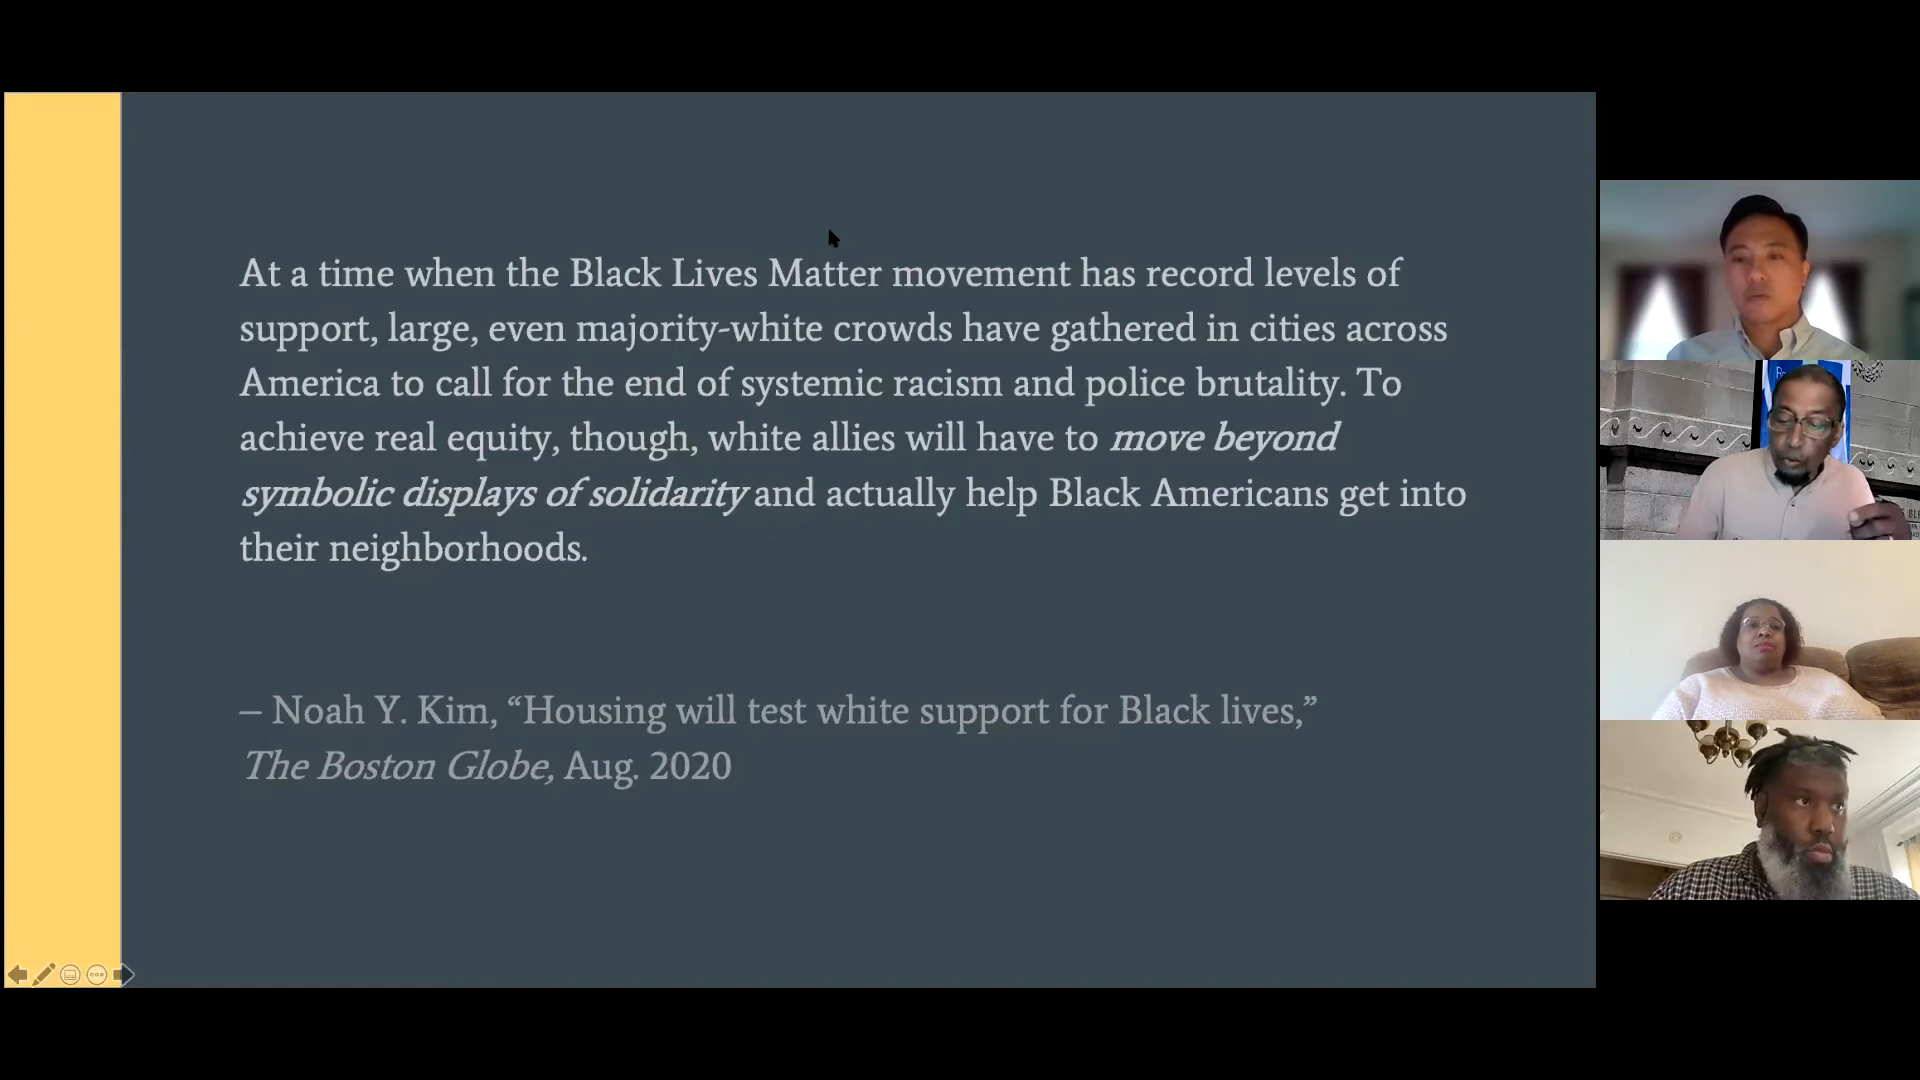 At a time when the Black Lives Matter movement has record levels of
support, large, even majority-white crowds have gathered in cities across
America to call for the end of systemic racism and police brutality. To
achieve real equity, though, white allies will have to move beyond
symbolic displays of solidarity and actually help Black Americans get into
their neighborhoods.
– Noah Y. Kim, “Housing will test white support for Black lives,”
The Boston Globe, Aug. 2020